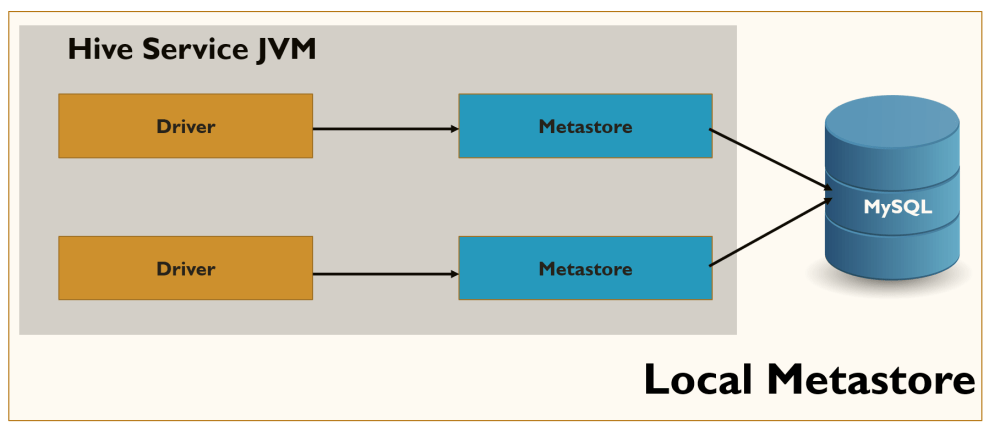 Hive Service JVM
Driver
Metastore
MySQL
Driver
Metastore
Local Metastore